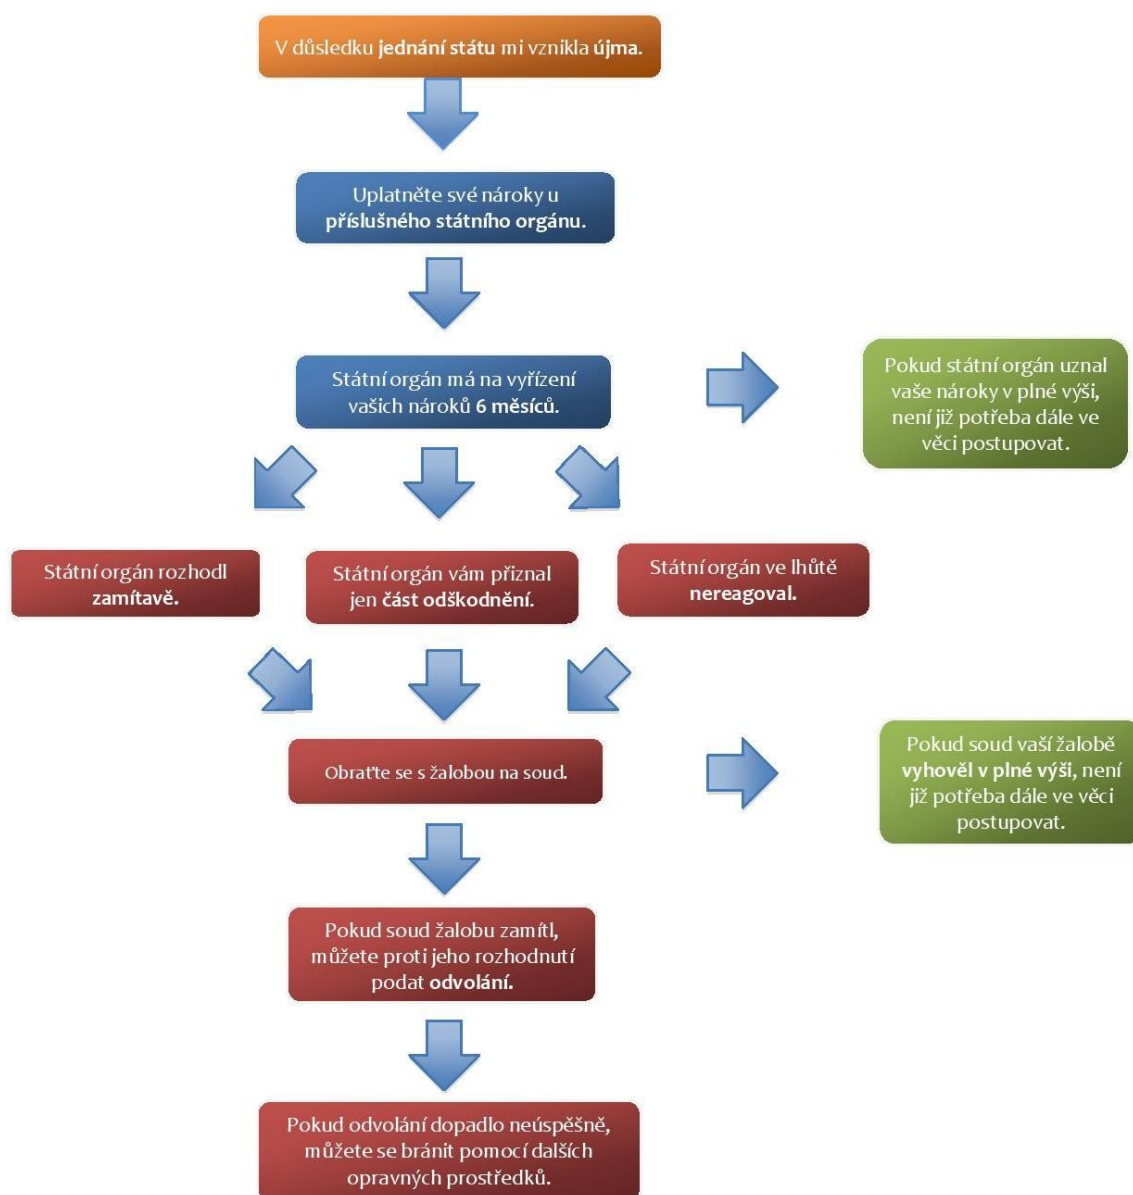 V důsledku jednání státu mi vznikla újma.
Uplatněte své nároky u
příslušného státního orgánu.
Státní orgán má na vyřízení
vašich nároků 6 měsíců.
Pokud státní orgán uznal
vaše nároky v plné výši,
není již potřeba dále ve
věci postupovat.
Státní orgán rozhodl
zamítavě.
Státní orgán vám přiznal
jen část odškodnění.
Státní orgán ve lhůtě
nereagoval.
Obraťte se s žalobou na soud.
Pokud soud vaší žalobě
vyhověl v plné výši, není
již potřeba dále ve věci
postupovat.
Pokud soud žalobu zamítl,
můžete proti jeho rozhodnutí
podat odvolání.
Pokud odvolání dopadlo neúspěšně,
můžete se bránit pomocí dalších
opravných prostředků.